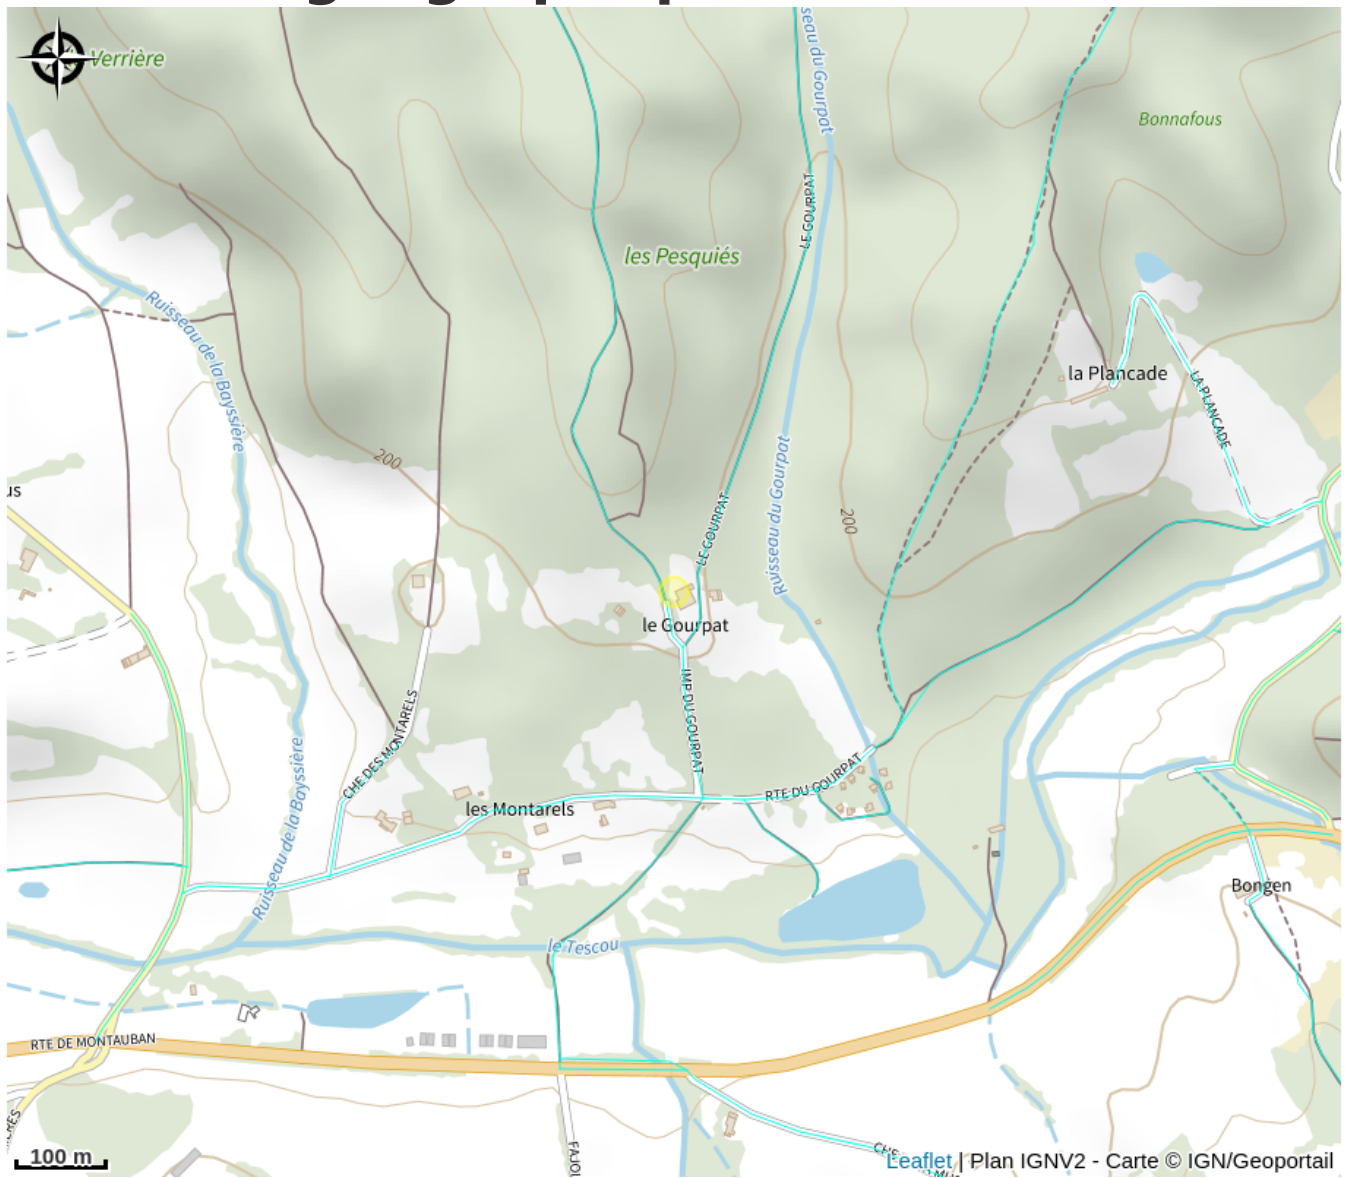 Verrière
Ruisseau du Gourpat
Bonnafous
LE GOURPAT
les Pesquiés
Ruisseau de la Bayssière
la Plancade
LA PLANCADE
200
Ruisseau du Gourpat
LE GOURPAT
200
us
le Gourpat
IMP DU GOURPAT
CHE DES MONTARELS
Ruisseau de la Bayssière
RTE DU GOURPAT
les Montarels
Bongen
le Tescou
RTE DE MONTAUBAN
100 m
Leaflet | Plan IGNV2 - Carte © IGN/Geoportail